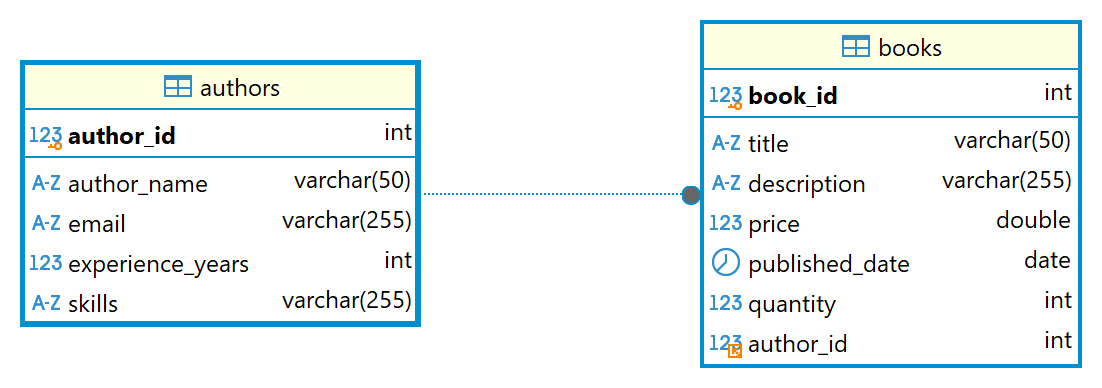 authors
123 author_id int
A-Z author_name varchar(50)
A-Z email varchar(255)
123 experience_years int
A-Z skills varchar(255)
books
123 book_id int
A-Z title varchar(50)
A-Z description varchar(255)
123 price double
published_date date
123 quantity int
123 author_id int